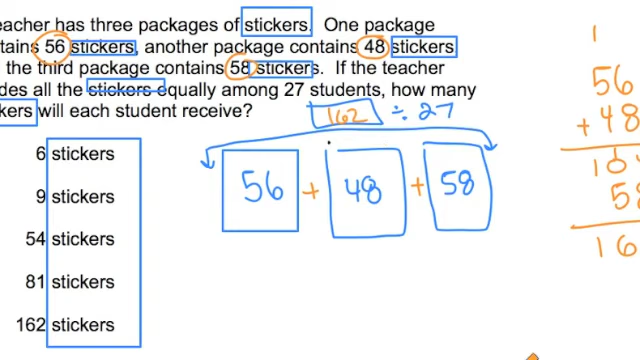 eacher has three packages of stickers. One package
tains 56 stickers, another package contains 48 stickers
the third package contains 58 stickers. If the teacher
des all the stickers equally among 27 students, how many
kers will each student receive?
162 ÷ 27
6 stickers
9 stickers
54 stickers
81 stickers
162 stickers
56 + 48 + 58
1
56
+ 48
104
58
16